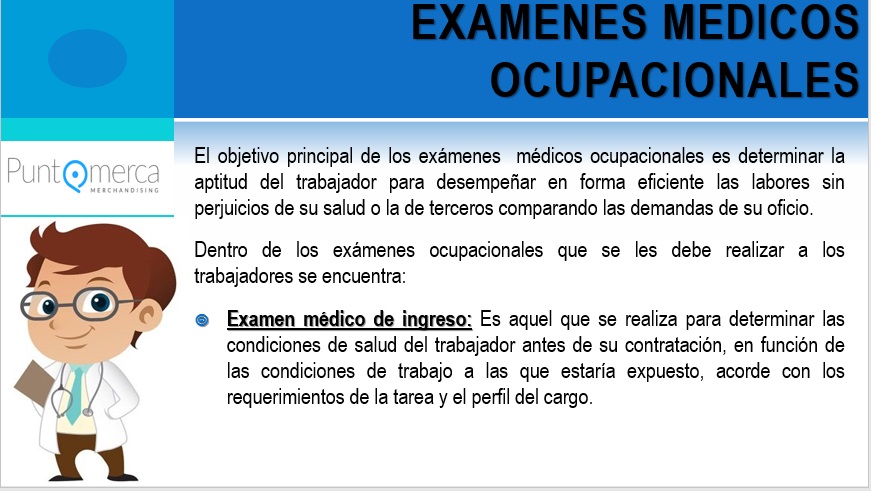 EXAMENES MEDICOS
OCUPACIONALES
Puntomerca
MERCHANDISING
El objetivo principal de los exámenes médicos ocupacionales es determinar la
aptitud del trabajador para desempeñar en forma eficiente las labores sin
perjuicios de su salud o la de terceros comparando las demandas de su oficio.
Dentro de los exámenes ocupacionales que se les debe realizar a los
trabajadores se encuentra:
Examen médico de ingreso: Es aquel que se realiza para determinar las
condiciones de salud del trabajador antes de su contratación, en función de
las condiciones de trabajo a las que estaría expuesto, acorde con los
requerimientos de la tarea y el perfil del cargo.